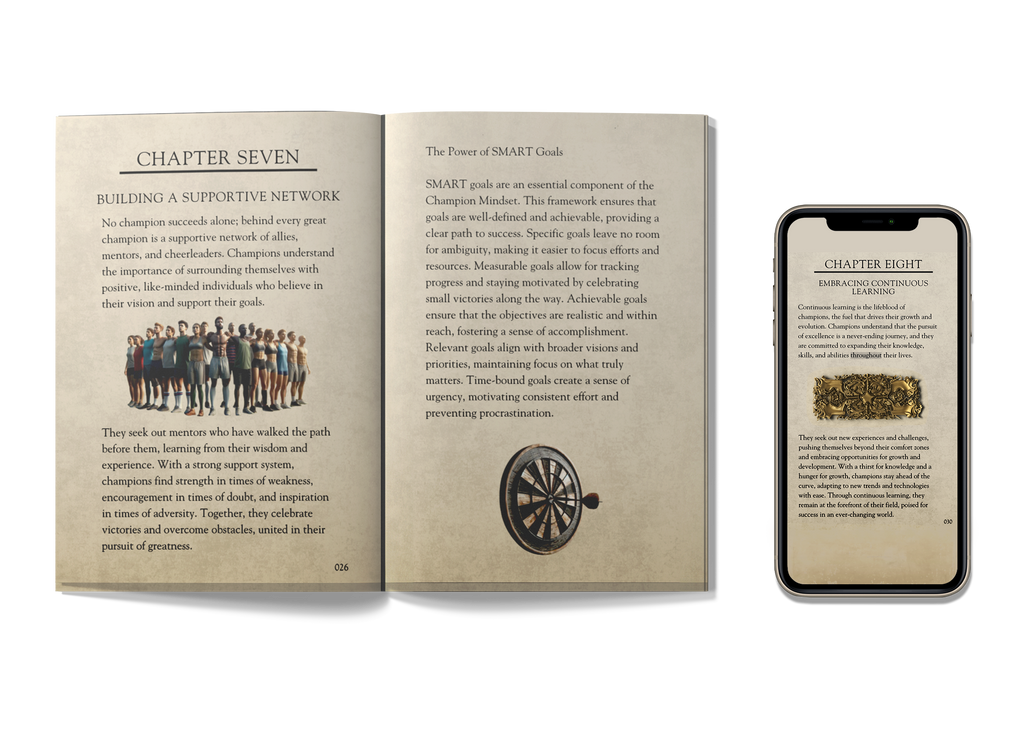 CHAPTER SEVEN
BUILDING A SUPPORTIVE NETWORK
No champion succeeds alone; behind every great
champion is a supportive network of allies,
mentors, and cheerleaders. Champions understand
the importance of surrounding themselves with
positive, like-minded individuals who believe in
their vision and support their goals.
They seek out mentors who have walked the path
before them, learning from their wisdom and
experience. With a strong support system,
champions find strength in times of weakness,
encouragement in times of doubt, and inspiration
in times of adversity. Together, they celebrate
victories and overcome obstacles, united in their
pursuit of greatness.
026
The Power of SMART Goals
SMART goals are an essential component of the
Champion Mindset. This framework ensures that
goals are well-defined and achievable, providing a
clear path to success. Specific goals leave no room
for ambiguity, making it easier to focus efforts and
resources. Measurable goals allow for tracking
progress and staying motivated by celebrating
small victories along the way. Achievable goals
ensure that the objectives are realistic and within
reach, fostering a sense of accomplishment.
Relevant goals align with broader visions and
priorities, maintaining focus on what truly
matters. Time-bound goals create a sense of
urgency, motivating consistent effort and
preventing procrastination.
CHAPTER EIGHT
EMBRACING CONTINUOUS
LEARNING
Continuous learning is the lifeblood of
champions, the fuel that drives their growth and
evolution. Champions understand that the pursuit
of excellence is a never-ending journey, and they
are committed to expanding their knowledge,
skills, and abilities throughout their lives.
They seek out new experiences and challenges,
pushing themselves beyond their comfort zones
and embracing opportunities for growth and
development. With a thirst for knowledge and a
hunger for growth, champions stay ahead of the
curve, adapting to new trends and technologies
with ease. Through continuous learning, they
remain at the forefront of their field, poised for
success in an ever-changing world.
030